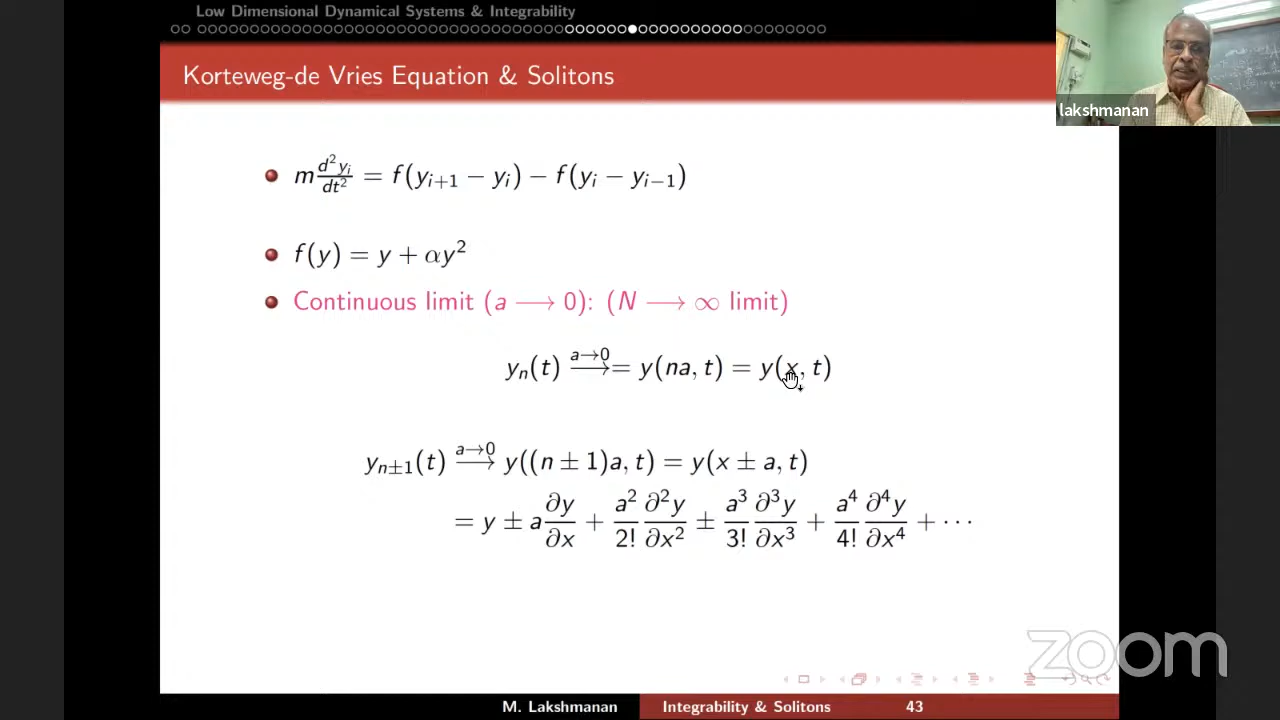 Low Dimensional Dynamical Systems & Integrability
Korteweg-de Vries Equation & Solitons
lakshmanan
m d²yᵢ/dt² = f(yᵢ₊₁ − yᵢ) − f(yᵢ − yᵢ₋₁)
f(y) = y + αy²
Continuous limit (a ⟶ 0): (N ⟶ ∞ limit)
yₙ(t) ⟶^{a→0} = y(na, t) = y(x, t)
yₙ±₁(t) ⟶^{a→0} y((n ± 1)a, t) = y(x ± a, t)
= y ± a ∂y/∂x + a²/2! ∂²y/∂x² ± a³/3! ∂³y/∂x³ + a⁴/4! ∂⁴y/∂x⁴ + ⋯
zoom
M. Lakshmanan Integrability & Solitons 43